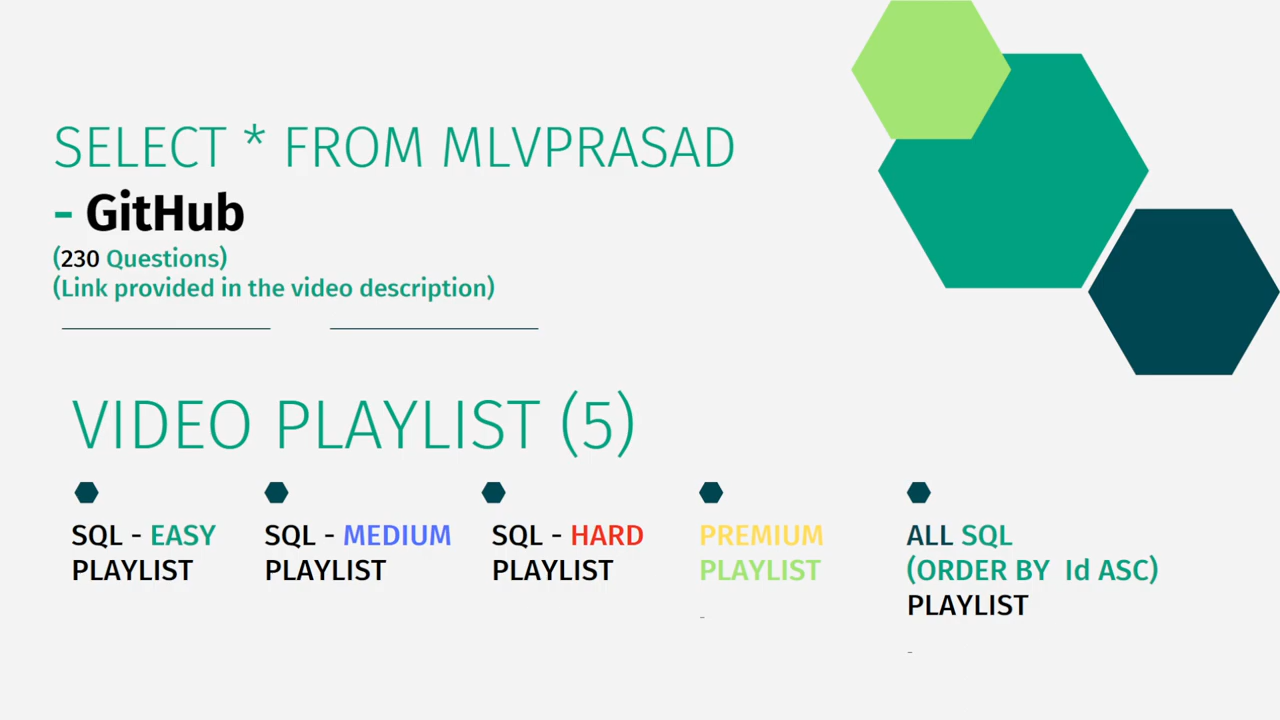 SELECT * FROM MLVPRASAD
- GitHub
(230 Questions)
(Link provided in the video description)
VIDEO PLAYLIST (5)
SQL - EASY
PLAYLIST
SQL - MEDIUM
PLAYLIST
SQL - HARD
PLAYLIST
PREMIUM
PLAYLIST
-
ALL SQL
(ORDER BY Id ASC)
PLAYLIST
-